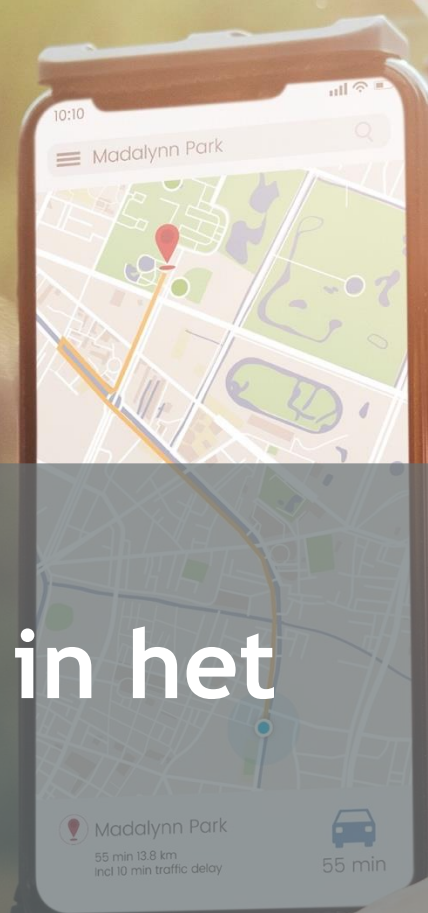 10:10
Madalynn Park
in het
Madalynn Park
55 min 13.8 km
incl 10 min traffic delay
55 min